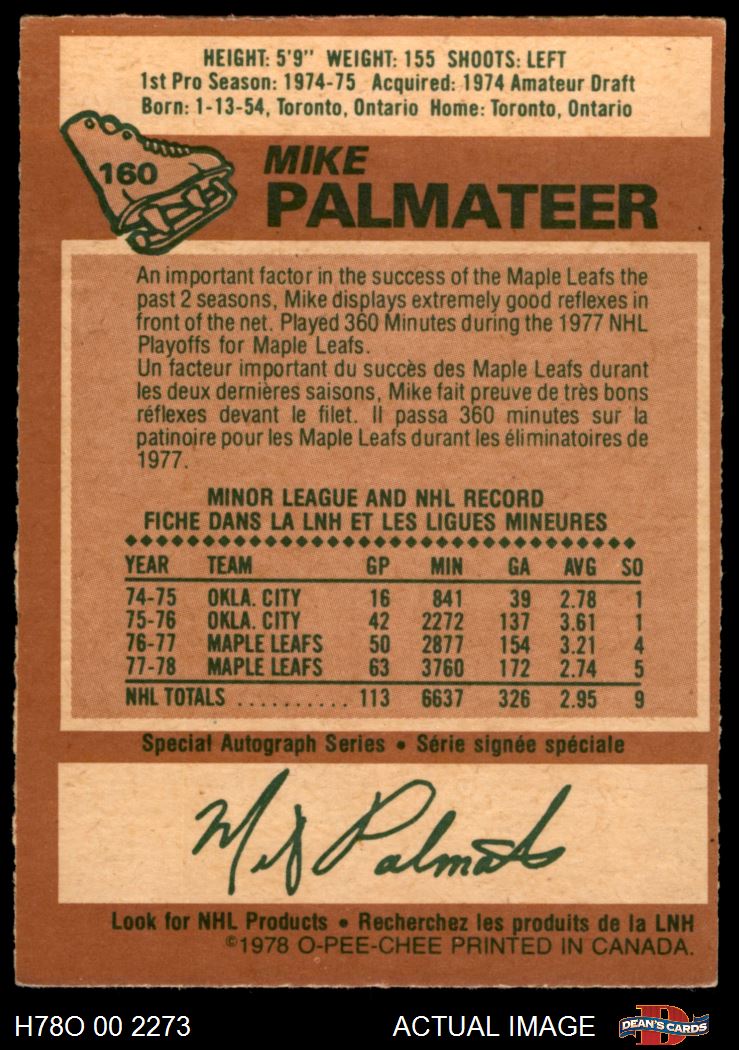 HEIGHT: 5'9" WEIGHT: 155 SHOOTS: LEFT
1st Pro Season: 1974-75 Acquired: 1974 Amateur Draft
Born: 1-13-54, Toronto, Ontario Home: Toronto, Ontario
160
MIKE
PALMATEER
An important factor in the success of the Maple Leafs the
past 2 seasons, Mike displays extremely good reflexes in
front of the net. Played 360 Minutes during the 1977 NHL
Playoffs for Maple Leafs.
Un facteur important du succès des Maple Leafs durant
les deux dernières saisons, Mike fait preuve de très bons
réflexes devant le filet. Il passa 360 minutes sur la
patinoire pour les Maple Leafs durant les éliminatoires de
1977.
MINOR LEAGUE AND NHL RECORD
FICHE DANS LA LNH ET LES LIGUES MINEURES
YEAR TEAM GP MIN GA AVG SO
74-75 OKLA. CITY 16 841 39 2.78 1
75-76 OKLA. CITY 42 2272 137 3.61 1
76-77 MAPLE LEAFS 50 2877 154 3.21 4
77-78 MAPLE LEAFS 63 3760 172 2.74 5
NHL TOTALS .......... 113 6637 326 2.95 9
Special Autograph Series • Série signée spéciale
Mike Palmateer
Look for NHL Products • Recherchez les produits de la LNH
©1978 O-PEE-CHEE PRINTED IN CANADA.
H78O 00 2273 ACTUAL IMAGE D DEAN'S CARDS